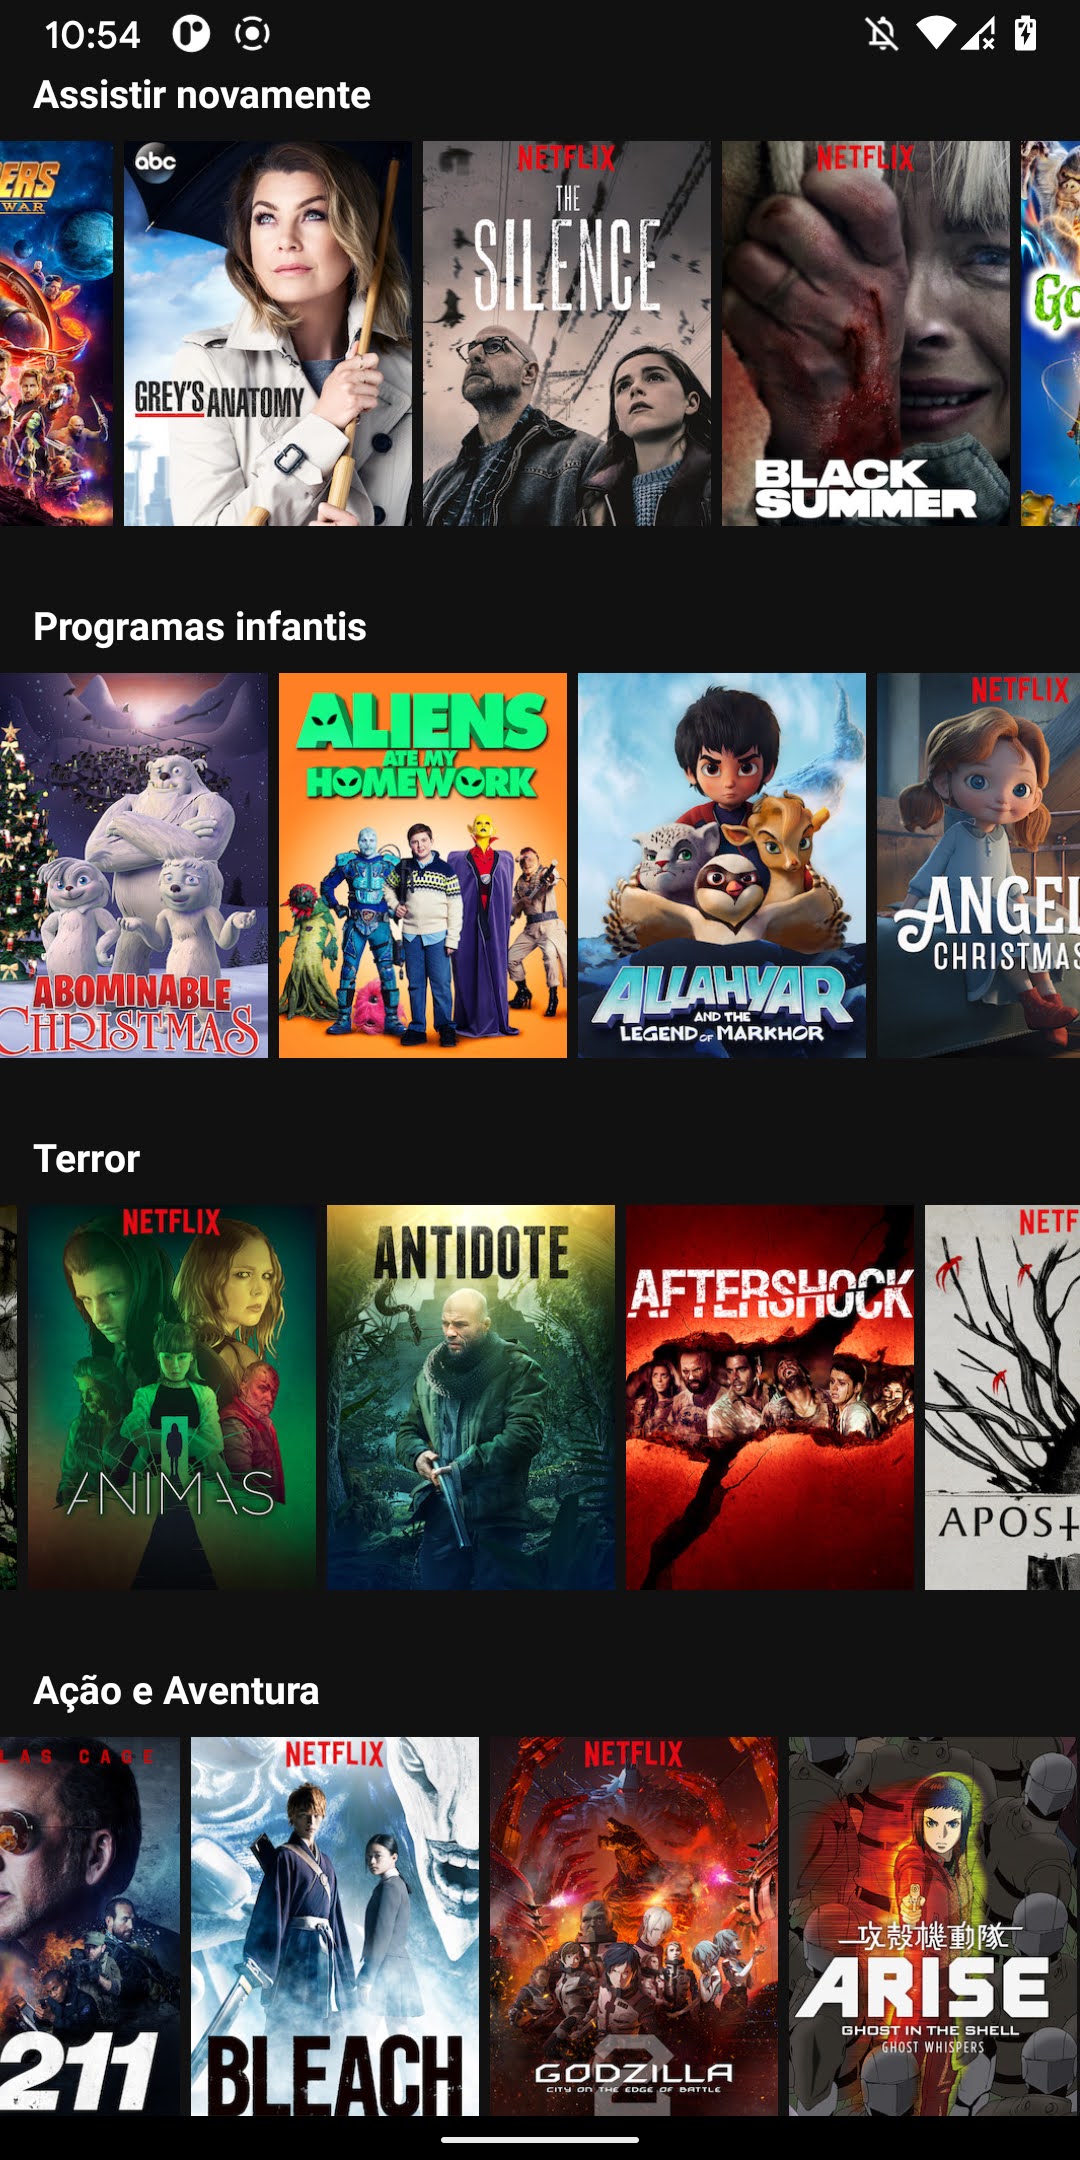 10:54
Assistir novamente
ERS
WAR
abc
GREY'S ANATOMY
NETFLIX
THE
SILENCE
NETFLIX
BLACK
SUMMER
Go
Programas infantis
ABOMINABLE
CHRISTMAS
ALIENS
ATE MY
HOMEWORK
ALLAHYAR
AND THE
LEGEND OF MARKHOR
NETFLIX
ANGEL
CHRISTMAS
Terror
NETFLIX
ANIMAS
ANTIDOTE
AFTERSHOCK
NETF
APOST
Ação e Aventura
LAS CAGE
211
NETFLIX
BLEACH
NETFLIX
2
GODZILLA
CITY ON THE EDGE OF BATTLE
攻殻機動隊
ARISE
GHOST IN THE SHELL
GHOST WHISPERS